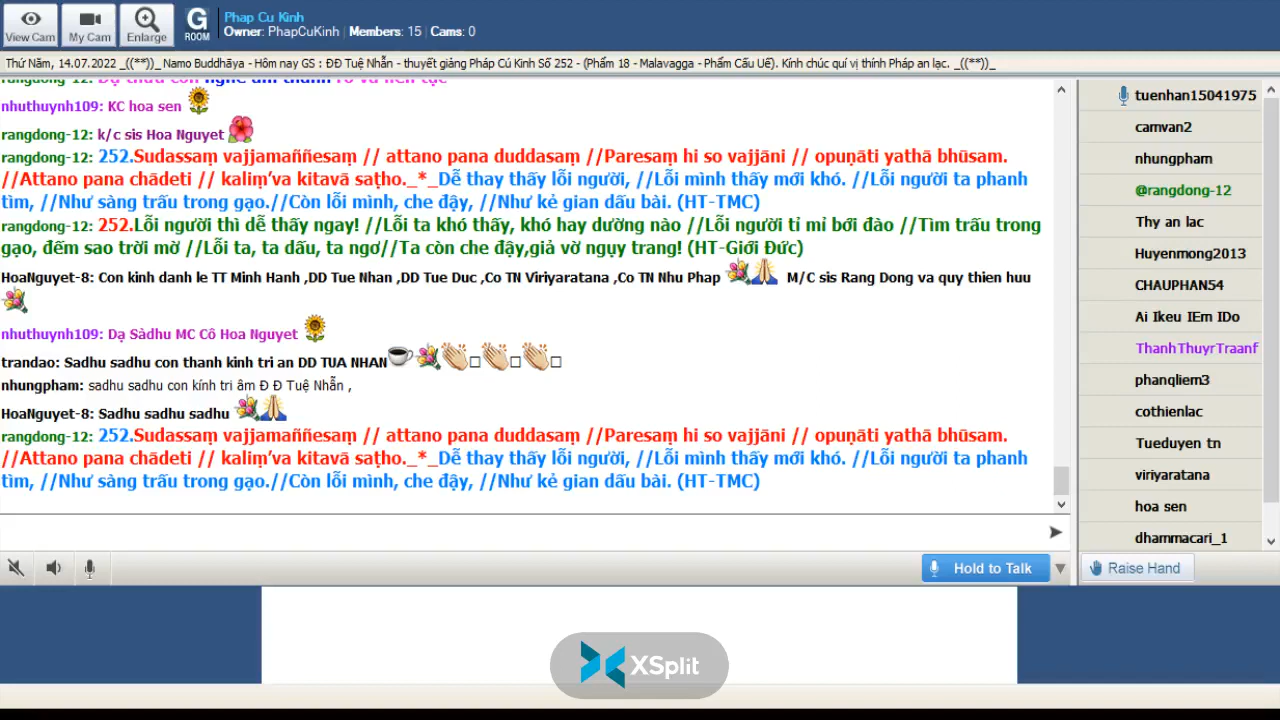 View Cam
My Cam
Enlarge
G
ROOM
Phap Cu Kinh
Owner: PhapCuKinh | Members: 15 | Cams: 0
Thứ Năm, 14.07.2022 _((**))_ Namo Buddhāya - Hôm nay GS : ĐĐ Tuệ Nhẫn - thuyết giảng Pháp Cú Kinh Số 252 - (Phẩm 18 - Malavagga - Phẩm Cấu Uế). Kính chúc quí vị thính Pháp an lạc. _((**))_
nhuthuynh109: KC hoa sen
rangdong-12: k/c sis Hoa Nguyet
rangdong-12: 252.Sudassaṃ vajjamaññesaṃ // attano pana duddasaṃ //Paresaṃ hi so vajjāni // opuṇāti yathā bhūsam.
//Attano pana chādeti // kaliṃ’va kitavā saṭho._*_Dễ thay thấy lỗi người, //Lỗi mình thấy mới khó. //Lỗi người ta phanh
tìm, //Như sàng trấu trong gạo.//Còn lỗi mình, che đậy, //Như kẻ gian dấu bài. (HT-TMC)
rangdong-12: 252.Lỗi người thì dễ thấy ngay! //Lỗi ta khó thấy, khó hay dường nào //Lỗi người tỉ mỉ bới đào //Tìm trấu trong
gạo, đếm sao trời mờ //Lỗi ta, ta dấu, ta ngơ//Ta còn che đậy,giả vờ ngụy trang! (HT-Giới Đức)
HoaNguyet-8: Con kinh danh le TT Minh Hanh ,DD Tue Nhan ,DD Tue Duc ,Co TN Viriyaratana ,Co TN Nhu Phap M/C sis Rang Dong va quy thien huu
nhuthuynh109: Dạ Sàdhu MC Cô Hoa Nguyet
trandao: Sadhu sadhu con thanh kinh tri an DD TUA NHAN
nhungpham: sadhu sadhu con kính tri âm Đ Đ Tuệ Nhẫn ,
HoaNguyet-8: Sadhu sadhu sadhu
rangdong-12: 252.Sudassaṃ vajjamaññesaṃ // attano pana duddasaṃ //Paresaṃ hi so vajjāni // opuṇāti yathā bhūsam.
//Attano pana chādeti // kaliṃ’va kitavā saṭho._*_Dễ thay thấy lỗi người, //Lỗi mình thấy mới khó. //Lỗi người ta phanh
tìm, //Như sàng trấu trong gạo.//Còn lỗi mình, che đậy, //Như kẻ gian dấu bài. (HT-TMC)
tuenhan15041975
camvan2
nhungpham
@rangdong-12
Thy an lac
Huyenmong2013
CHAUPHAN54
Ai Ikeu IEm IDo
ThanhThuyrTraanf
phanqliem3
cothienlac
Tueduyen tn
viriyaratana
hoa sen
dhammacari_1
Hold to Talk
Raise Hand
XSplit